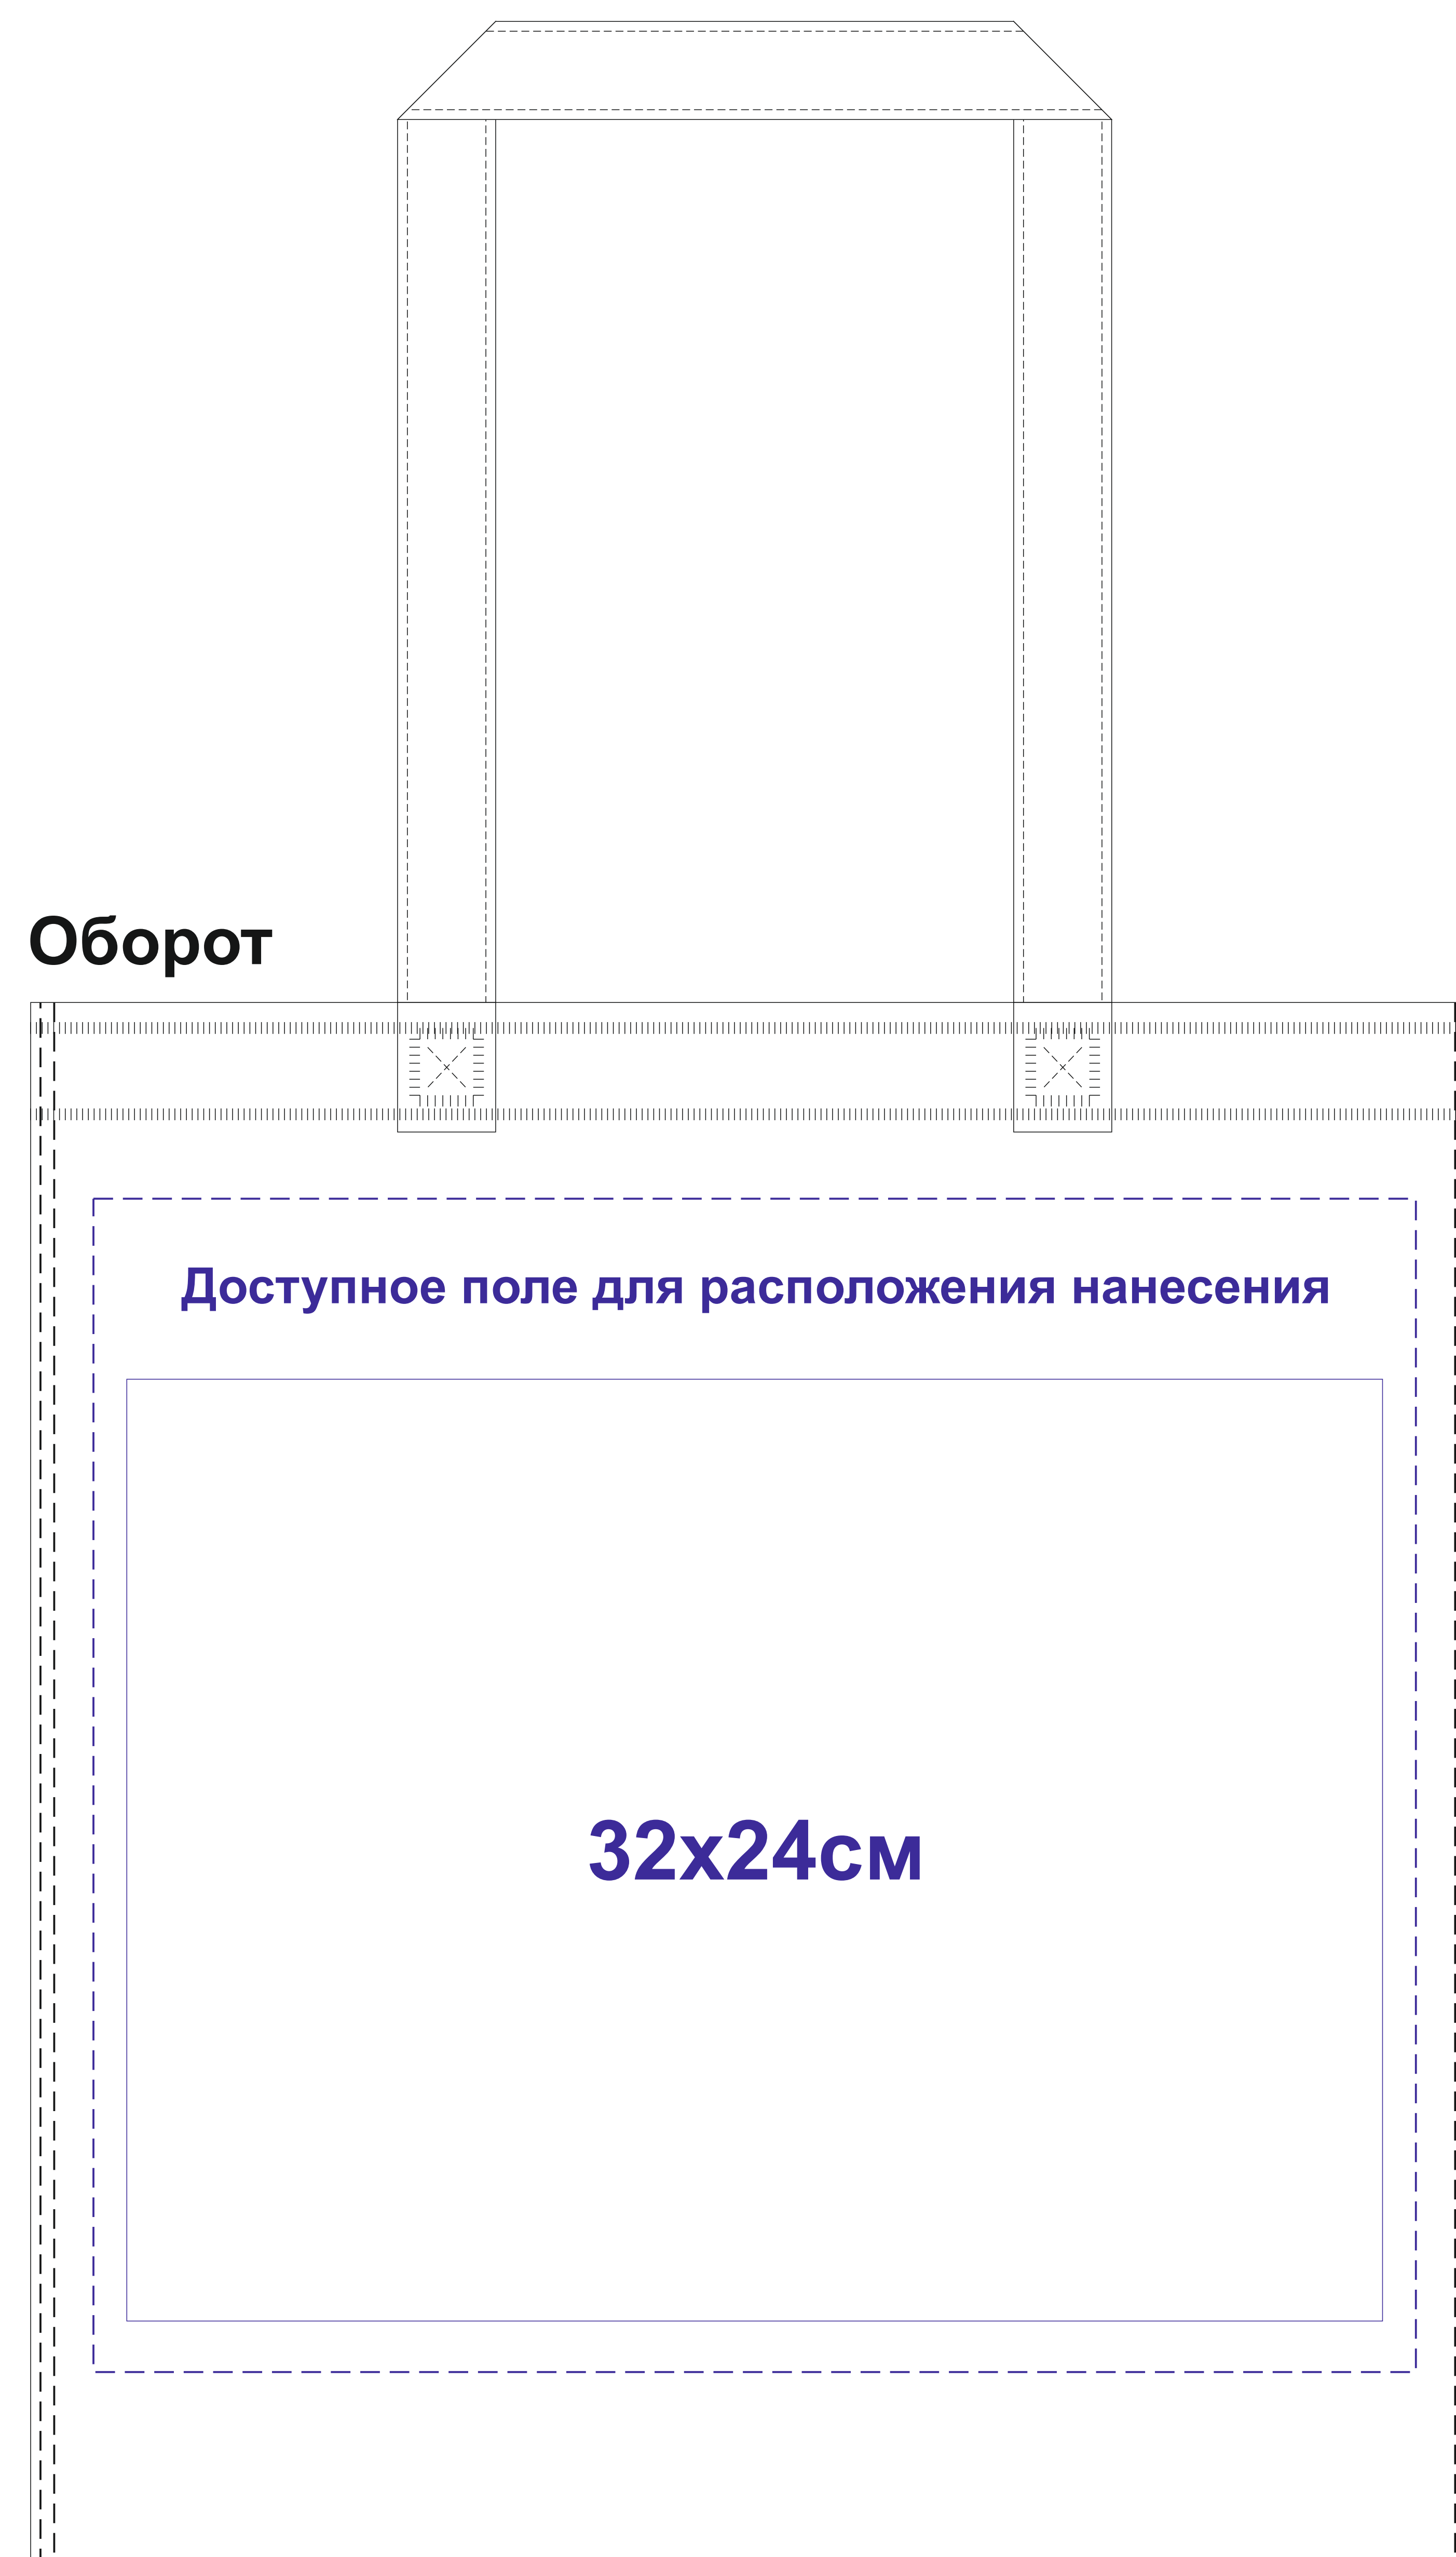 Оборот
Доступное поле для расположения нанесения
32х24см